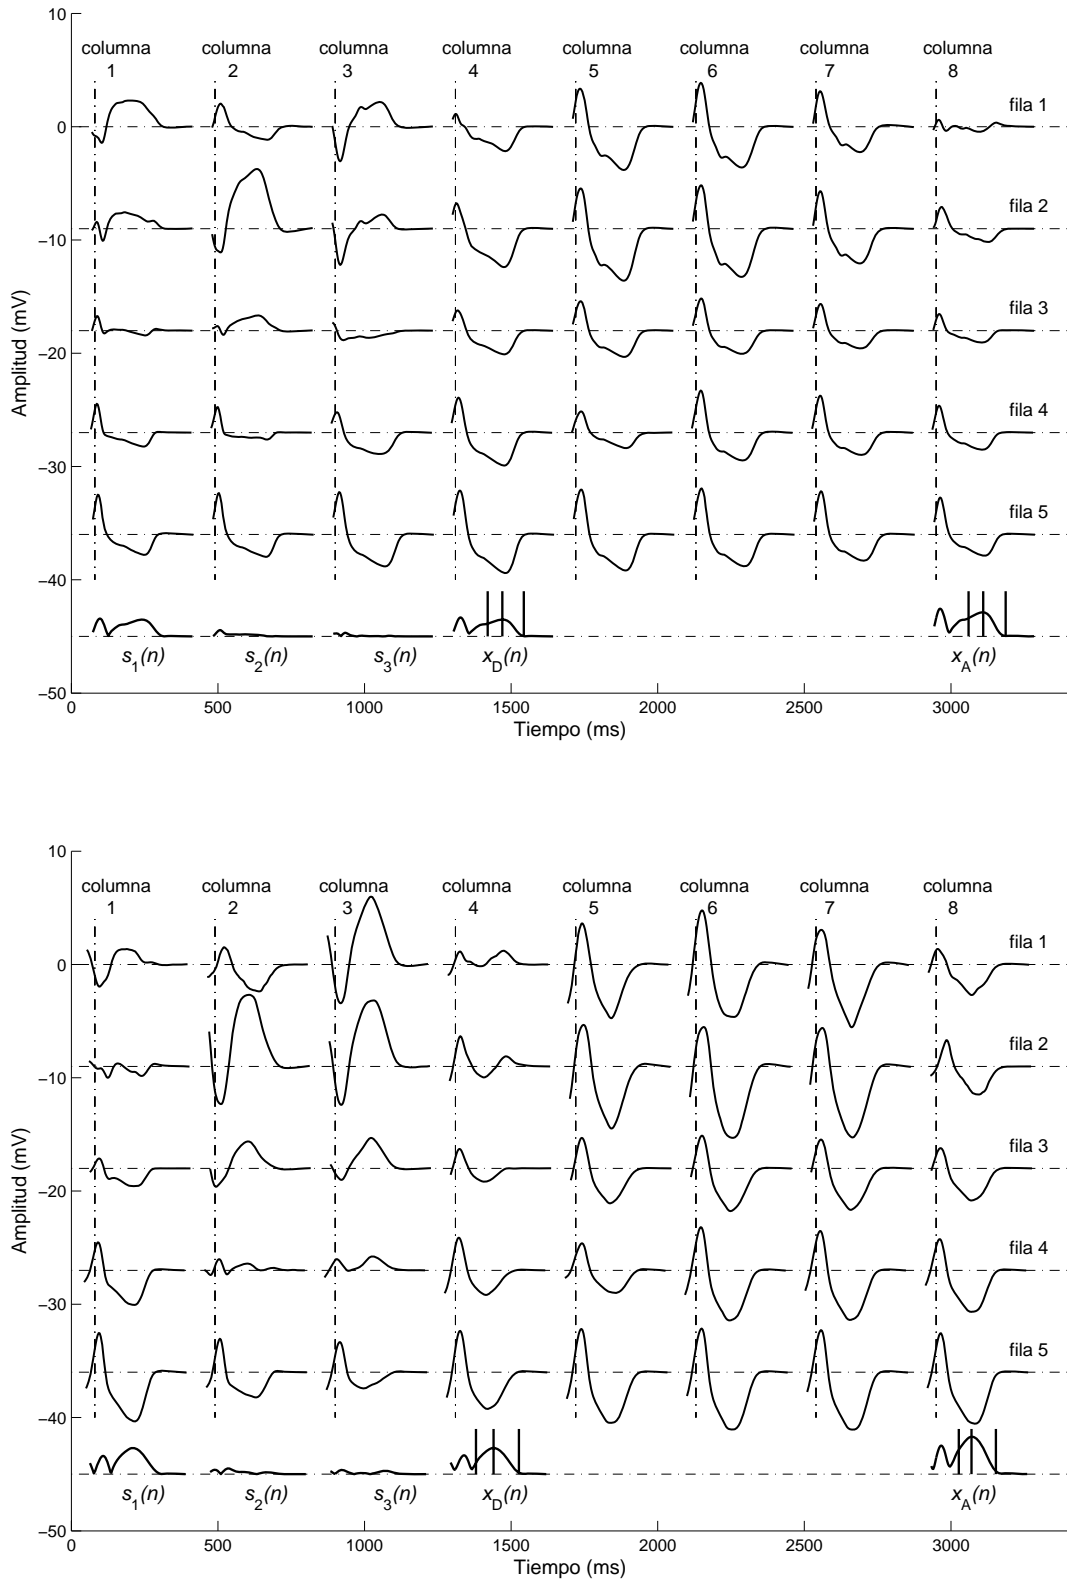 10
columna columna columna columna columna columna columna columna
1 2 3 4 5 6 7 8
fila 1
0
fila 2
−10
fila 3
−20
fila 4
−30
fila 5
−40
s1(n) s2(n) s3(n) xD(n) xA(n)
−50
0 500 1000 1500 2000 2500 3000
Tiempo (ms)
Amplitud (mV)
10
columna columna columna columna columna columna columna columna
1 2 3 4 5 6 7 8
fila 1
0
fila 2
−10
fila 3
−20
fila 4
−30
fila 5
−40
s1(n) s2(n) s3(n) xD(n) xA(n)
−50
0 500 1000 1500 2000 2500 3000
Tiempo (ms)
Amplitud (mV)